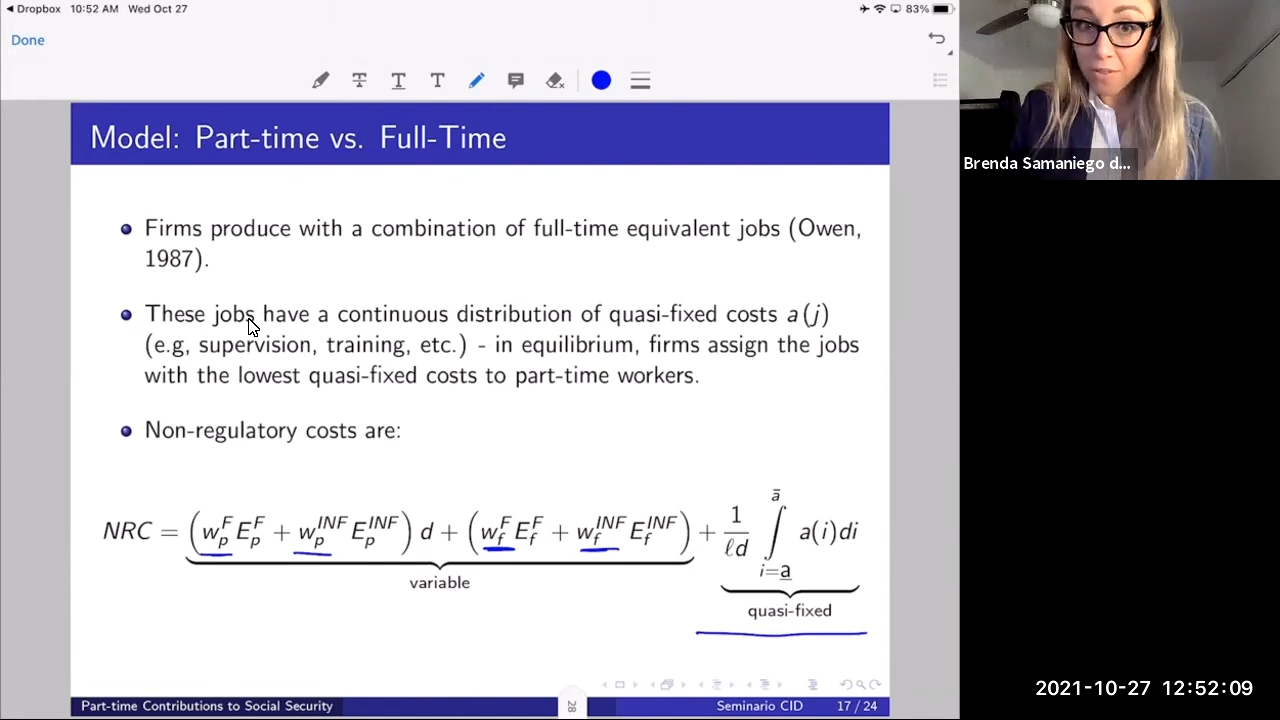 Dropbox 10:52 AM Wed Oct 27 83%
Done
T T T
Model: Part-time vs. Full-Time
Firms produce with a combination of full-time equivalent jobs (Owen,
1987).
These jobs have a continuous distribution of quasi-fixed costs a(j)
(e.g, supervision, training, etc.) - in equilibrium, firms assign the jobs
with the lowest quasi-fixed costs to part-time workers.
Non-regulatory costs are:
NRC = (w_p^F E_p^F + w_p^INF E_p^INF) d + (w_f^F E_f^F + w_f^INF E_f^INF) + 1/ℓd ∫_{i=a̲}^{ā} a(i)di
variable
quasi-fixed
Part-time Contributions to Social Security 28 Seminario CID 17 / 24
Brenda Samaniego d...
2021-10-27 12:52:09